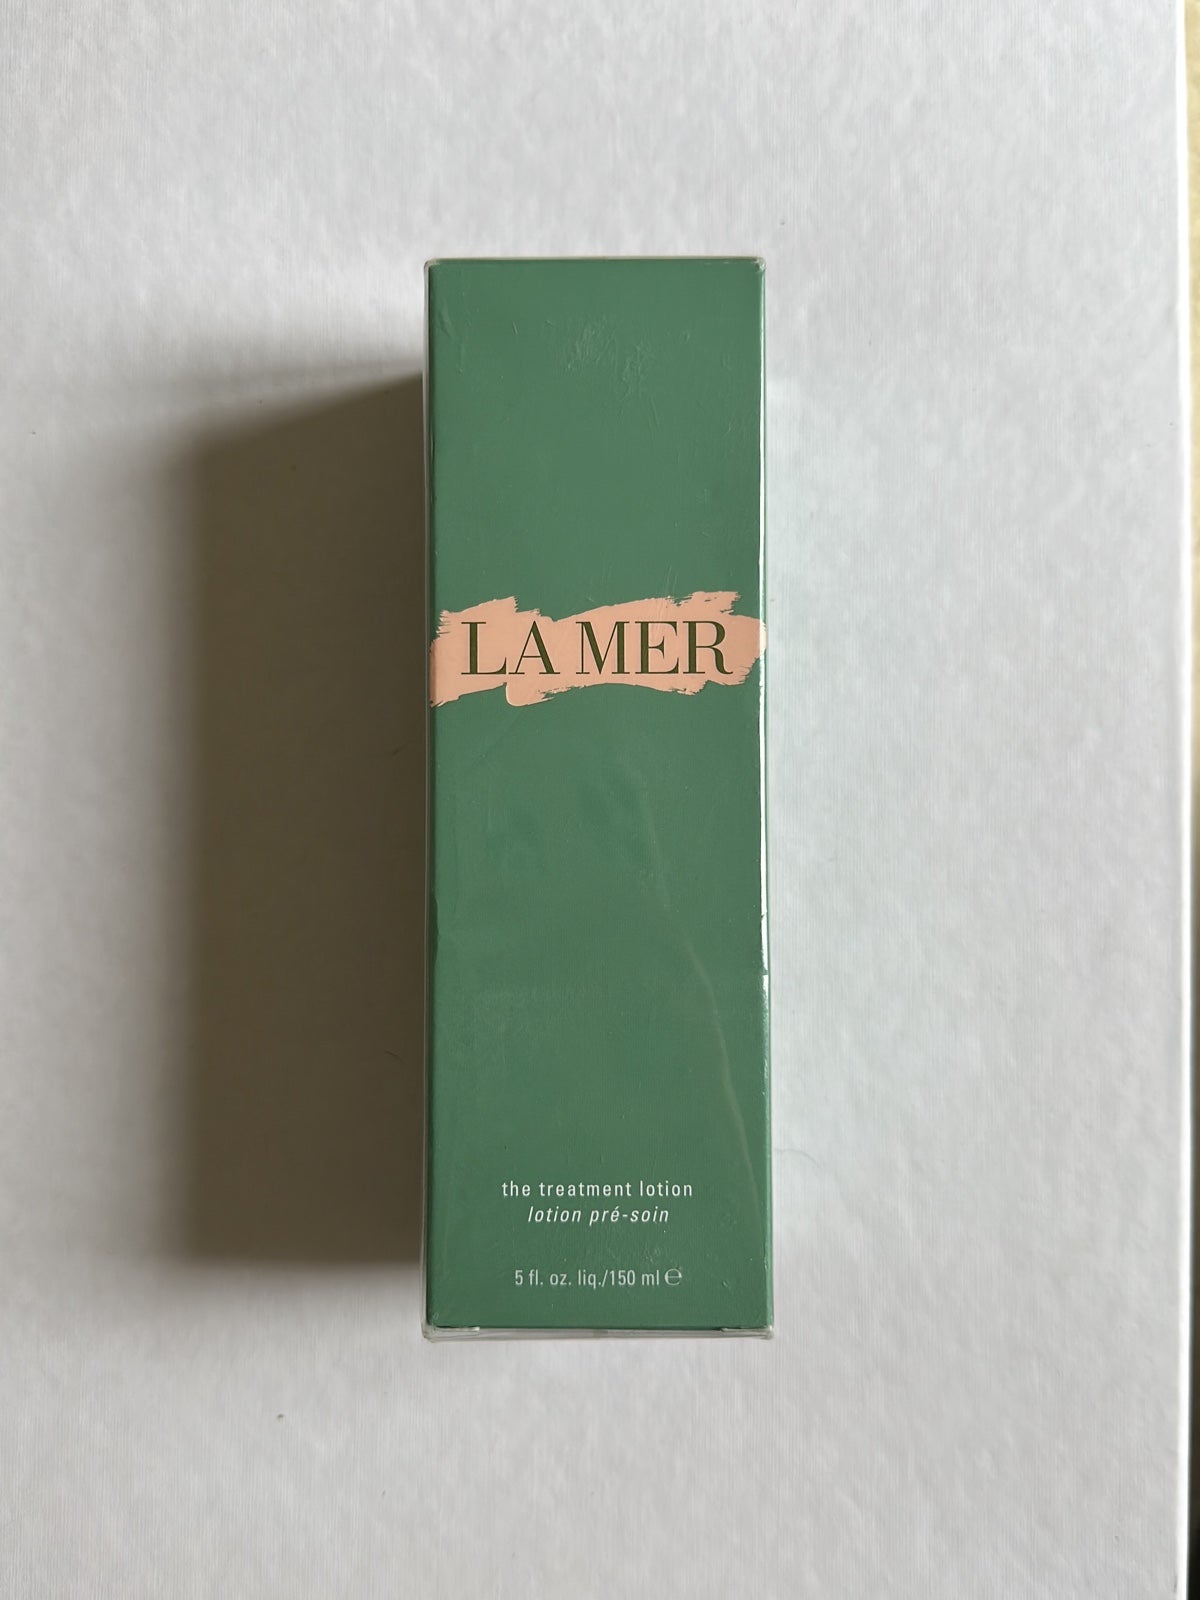 LA MER
the treatment lotion
lotion pré-soin
5 fl. oz. liq./150 ml ℮